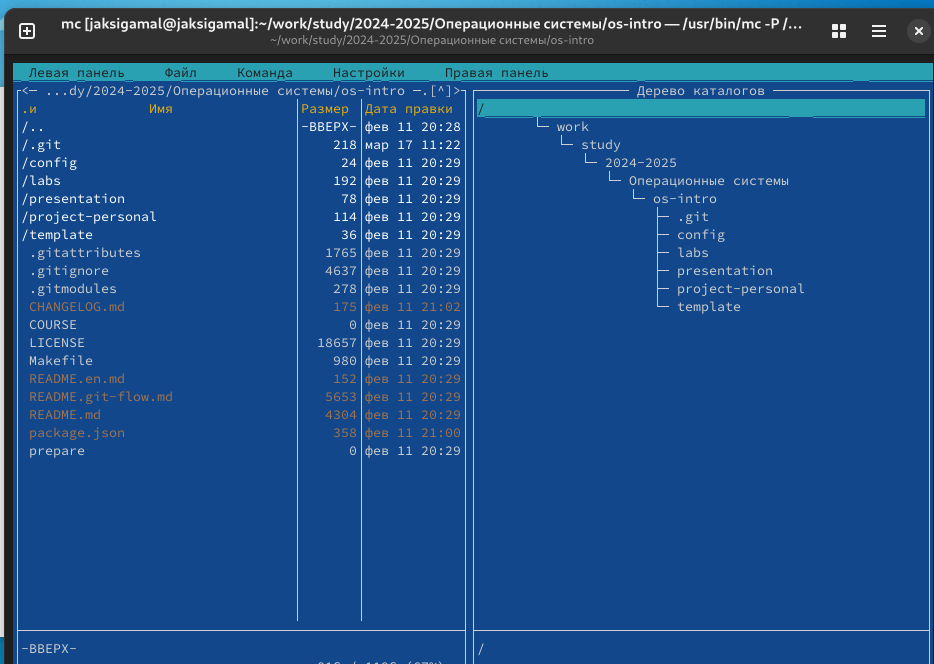 mc [jaksigamal@jaksigamal]:~/work/study/2024-2025/Операционные системы/os-intro — /usr/bin/mc -P /…
~/work/study/2024-2025/Операционные системы/os-intro
Левая панель Файл Команда Настройки Правая панель
<─ ...dy/2024-2025/Операционные системы/os-intro ─.[^]>
.и Имя Размер Дата правки
/.. -ВВЕРХ- фев 11 20:28
/.git 218 мар 17 11:22
/config 24 фев 11 20:29
/labs 192 фев 11 20:29
/presentation 78 фев 11 20:29
/project-personal 114 фев 11 20:29
/template 36 фев 11 20:29
.gitattributes 1765 фев 11 20:29
.gitignore 4637 фев 11 20:29
.gitmodules 278 фев 11 20:29
CHANGELOG.md 175 фев 11 21:02
COURSE 0 фев 11 20:29
LICENSE 18657 фев 11 20:29
Makefile 980 фев 11 20:29
README.en.md 152 фев 11 20:29
README.git-flow.md 5653 фев 11 20:29
README.md 4304 фев 11 20:29
package.json 358 фев 11 21:00
prepare 0 фев 11 20:29
-ВВЕРХ-
Дерево каталогов
/
work
study
2024-2025
Операционные системы
os-intro
.git
config
labs
presentation
project-personal
template
/